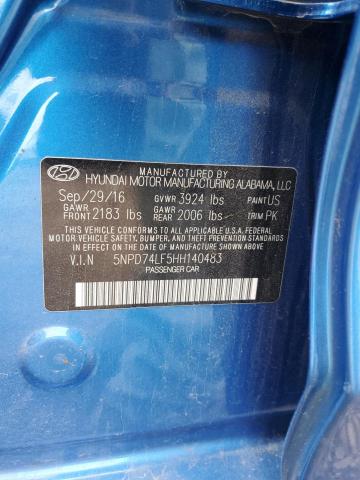 MANUFACTURED BY
HYUNDAI MOTOR MANUFACTURING ALABAMA, LLC
Sep/29/16 GVWR 3924 lbs PAINT US
GAWR FRONT 2183 lbs GAWR REAR 2006 lbs TRIM PK
THIS VEHICLE CONFORMS TO ALL APPLICABLE U.S.A. FEDERAL
MOTOR VEHICLE SAFETY, BUMPER, AND THEFT PREVENTION
STANDARDS IN EFFECT ON THE DATE OF MANUFACTURE SHOWN ABOVE.
V.I.N 5NPD74LF5HH140483
PASSENGER CAR